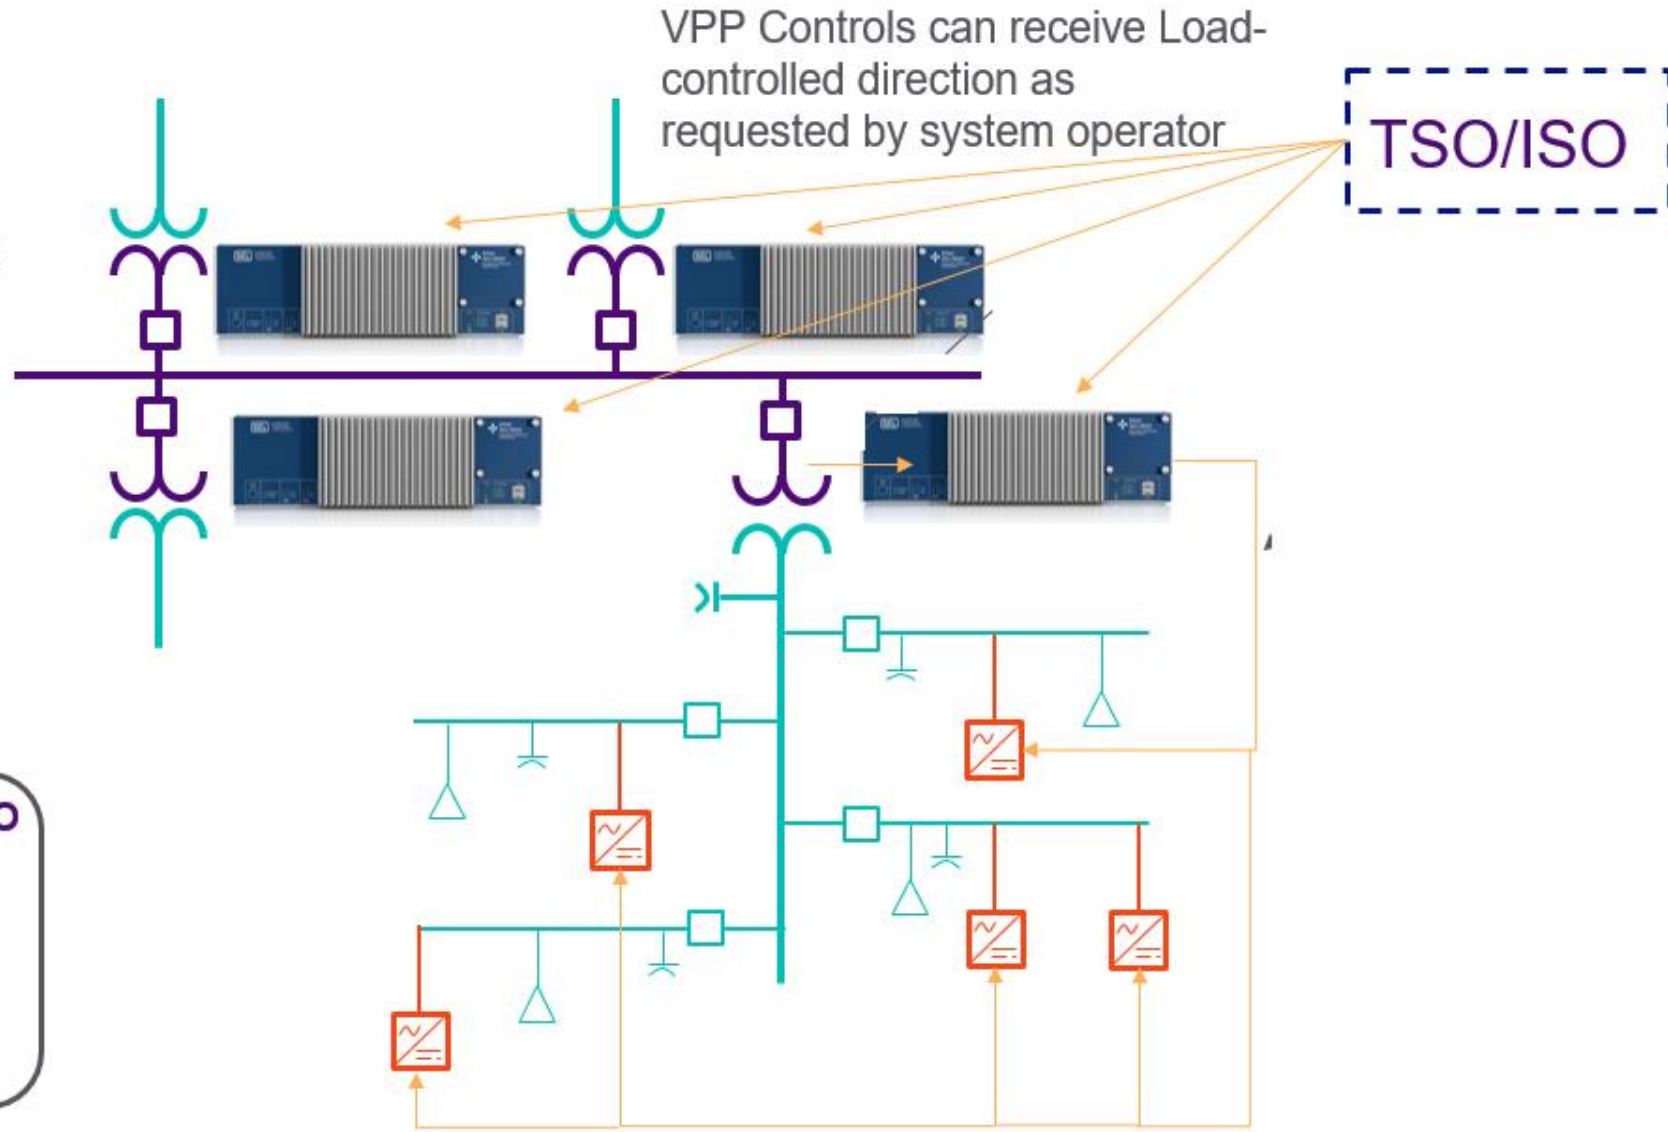 VPP Controls can receive Load-
controlled direction as
requested by system operator
TSO/ISO
o